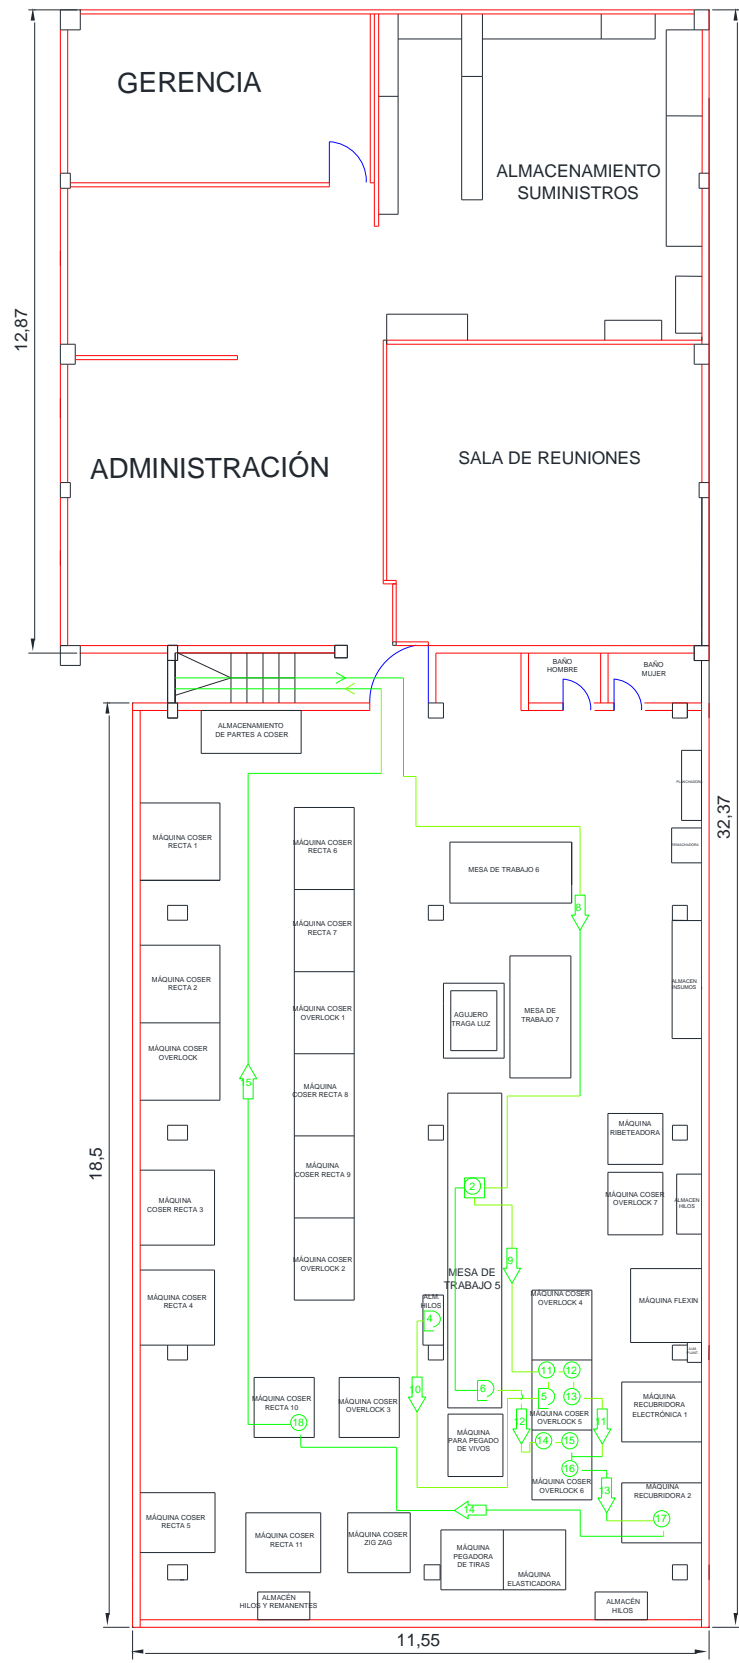 GERENCIA
ALMACENAMIENTO
SUMINISTROS
12,87
ADMINISTRACIÓN
SALA DE REUNIONES
BAÑO
HOMBRE
BAÑO
MUJER
ALMACENAMIENTO
DE PARTES A COSER
PLANCHADORA
32,37
MÁQUINA COSER
RECTA 1
MÁQUINA COSER
RECTA 6
REMACHADORA
MESA DE TRABAJO 6
8
MÁQUINA COSER
RECTA 7
MÁQUINA COSER
RECTA 2
ALMACEN
INSUMOS
MÁQUINA COSER
OVERLOCK 1
AGUJERO
TRAGA LUZ
MESA DE
TRABAJO 7
MÁQUINA COSER
OVERLOCK
15
MÁQUINA
COSER RECTA 8
MÁQUINA
RIBETEADORA
18,5
MÁQUINA
COSER RECTA 9
2
MÁQUINA
COSER RECTA 3
MÁQUINA COSER
OVERLOCK 7
ALMACEN
HILOS
MÁQUINA COSER
OVERLOCK 2
9
MESA DE
TRABAJO 5
MÁQUINA COSER
RECTA 4
ALM.
HILOS
4
MÁQUINA COSER
OVERLOCK 4
MÁQUINA FLEXIN
11
12
10
6
5
13
MÁQUINA COSER
RECTA 10
18
MÁQUINA COSER
OVERLOCK 3
MÁQUINA COSER
OVERLOCK 5
MÁQUINA
RECUBRIDORA
ELECTRÓNICA 1
12
11
MÁQUINA
PARA PEGADO
DE VIVOS
14
15
16
MÁQUINA COSER
OVERLOCK 6
13
MÁQUINA
RECUBRIDORA 2
17
14
MÁQUINA COSER
RECTA 5
MÁQUINA COSER
RECTA 11
MÁQUINA COSER
ZIG ZAG
MÁQUINA
PEGADORA
DE TIRAS
MÁQUINA
ELASTICADORA
ALMACÉN
HILOS Y REMANENTES
ALMACÉN
HILOS
11,55